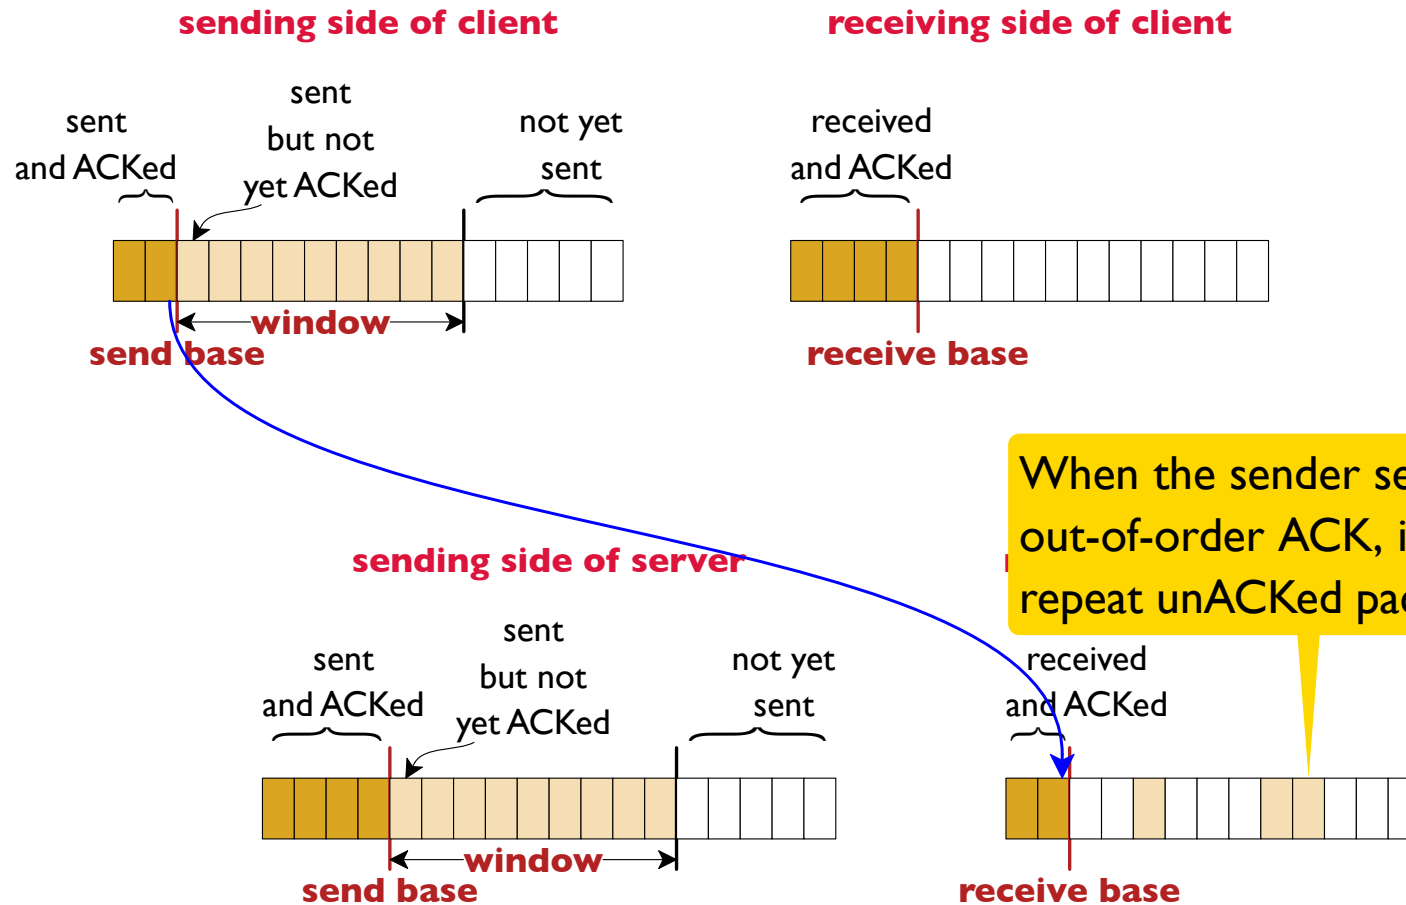 sending side of client
receiving side of client
sent
and ACKed
sent
but not
yet ACKed
not yet
sent
received
and ACKed
window
send base
receive base
When the sender
out-of-order ACK,
repeat unACKed
sending side of server
sent
and ACKed
sent
but not
yet ACKed
not yet
sent
received
and ACKed
window
send base
receive base